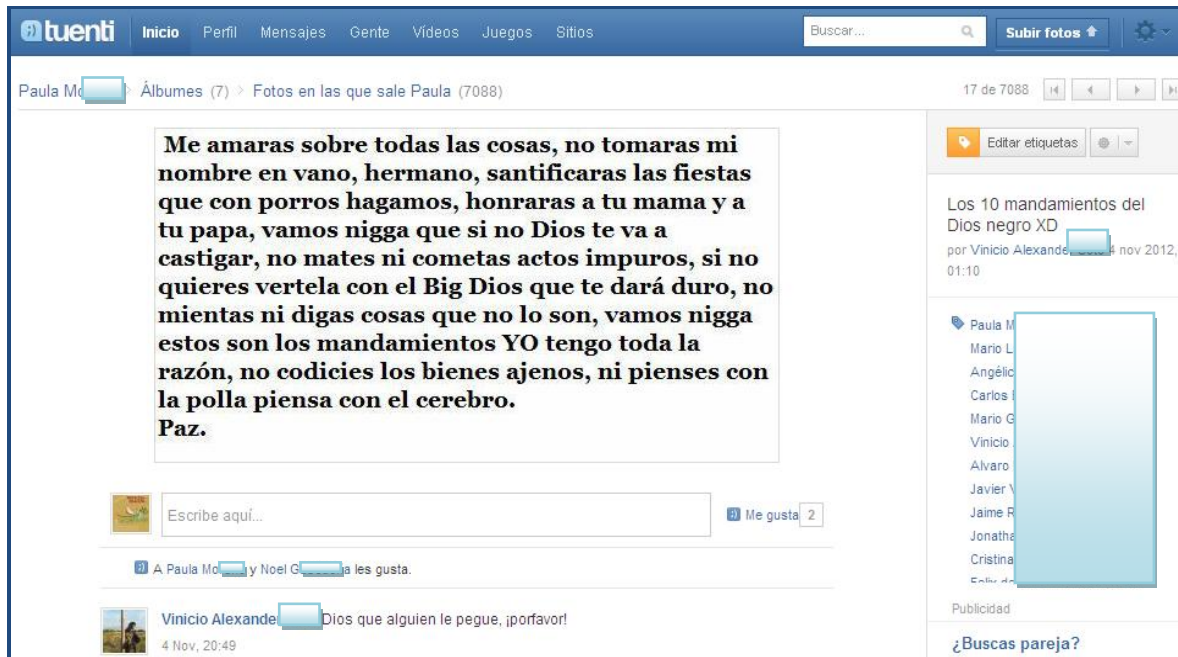 tuenti Inicio Perfil Mensajes Gente Vídeos Juegos Sitios Buscar... Subir fotos
Paula Mo > Álbumes (7) > Fotos en las que sale Paula (7088)
17 de 7088
Me amaras sobre todas las cosas, no tomaras mi
nombre en vano, hermano, santificaras las fiestas
que con porros hagamos, honraras a tu mama y a
tu papa, vamos nigga que si no Dios te va a
castigar, no mates ni cometas actos impuros, si no
quieres vertela con el Big Dios que te dará duro, no
mientas ni digas cosas que no lo son, vamos nigga
estos son los mandamientos YO tengo toda la
razón, no codicies los bienes ajenos, ni pienses con
la polla piensa con el cerebro.
Paz.
Escribe aquí...
Me gusta 2
A Paula Mo y Noel G a les gusta.
Vinicio Alexander Dios que alguien le pegue, ¡porfavor!
4 Nov, 20:49
Editar etiquetas
Los 10 mandamientos del
Dios negro XD
por Vinicio Alexande 4 nov 2012,
01:10
Paula M
Mario L
Angélic
Carlos
Mario G
Vinicio
Alvaro
Javier V
Jaime R
Jonatha
Cristina
Publicidad
¿Buscas pareja?